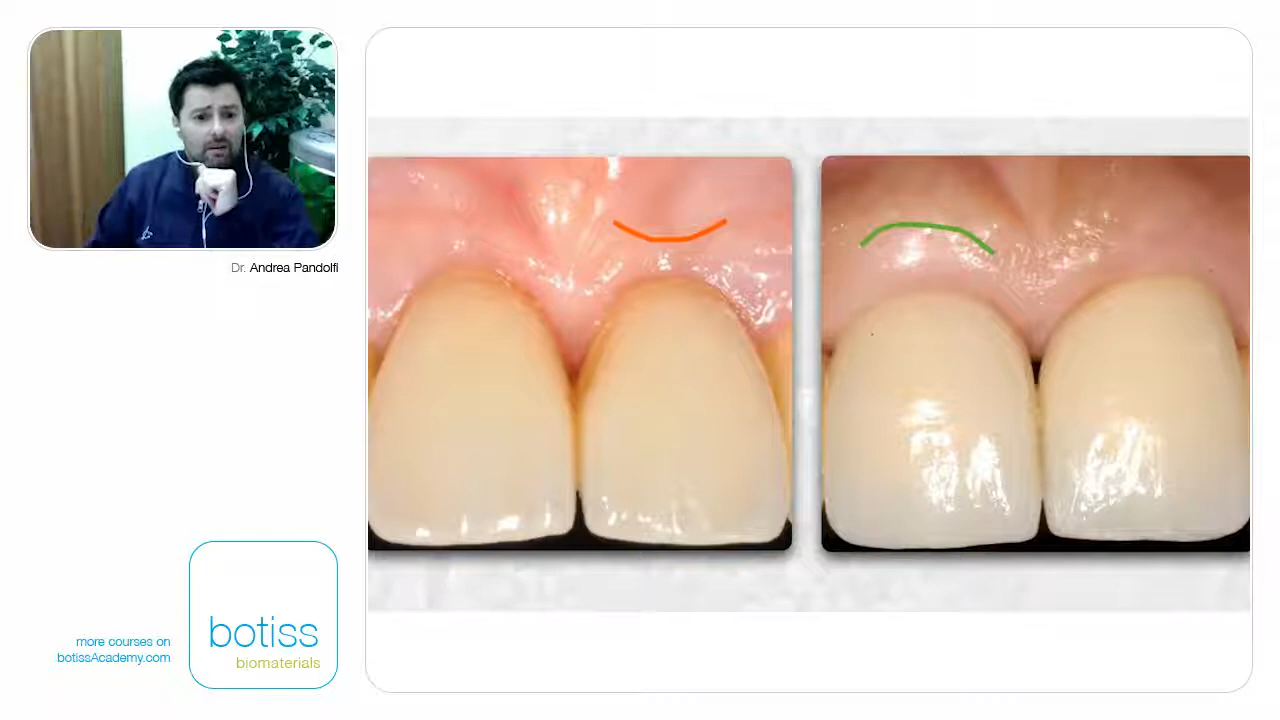 Dr. Andrea Pandolfi
botiss
biomaterials
more courses on
botissAcademy.com